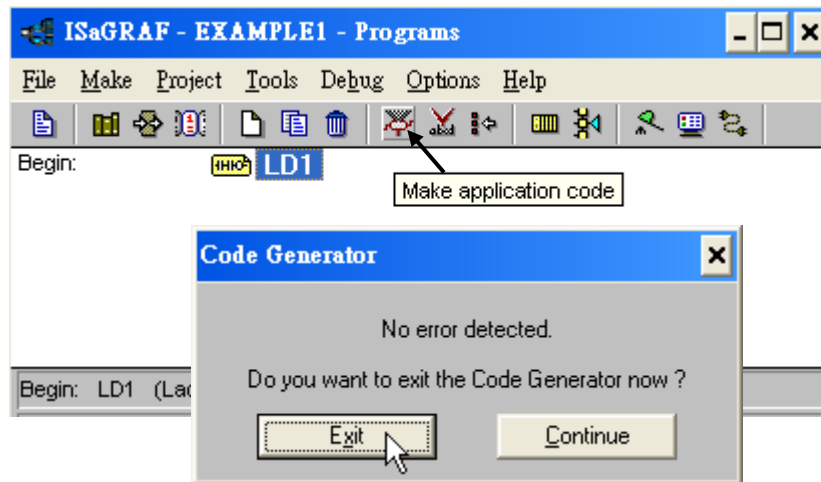 ISaGRAF - EXAMPLE1 - Programs
File Make Project Tools Debug Options Help
Begin: LD1
Make application code
Code Generator
No error detected.
Do you want to exit the Code Generator now ?
Begin: LD1 (Lad
Exit Continue